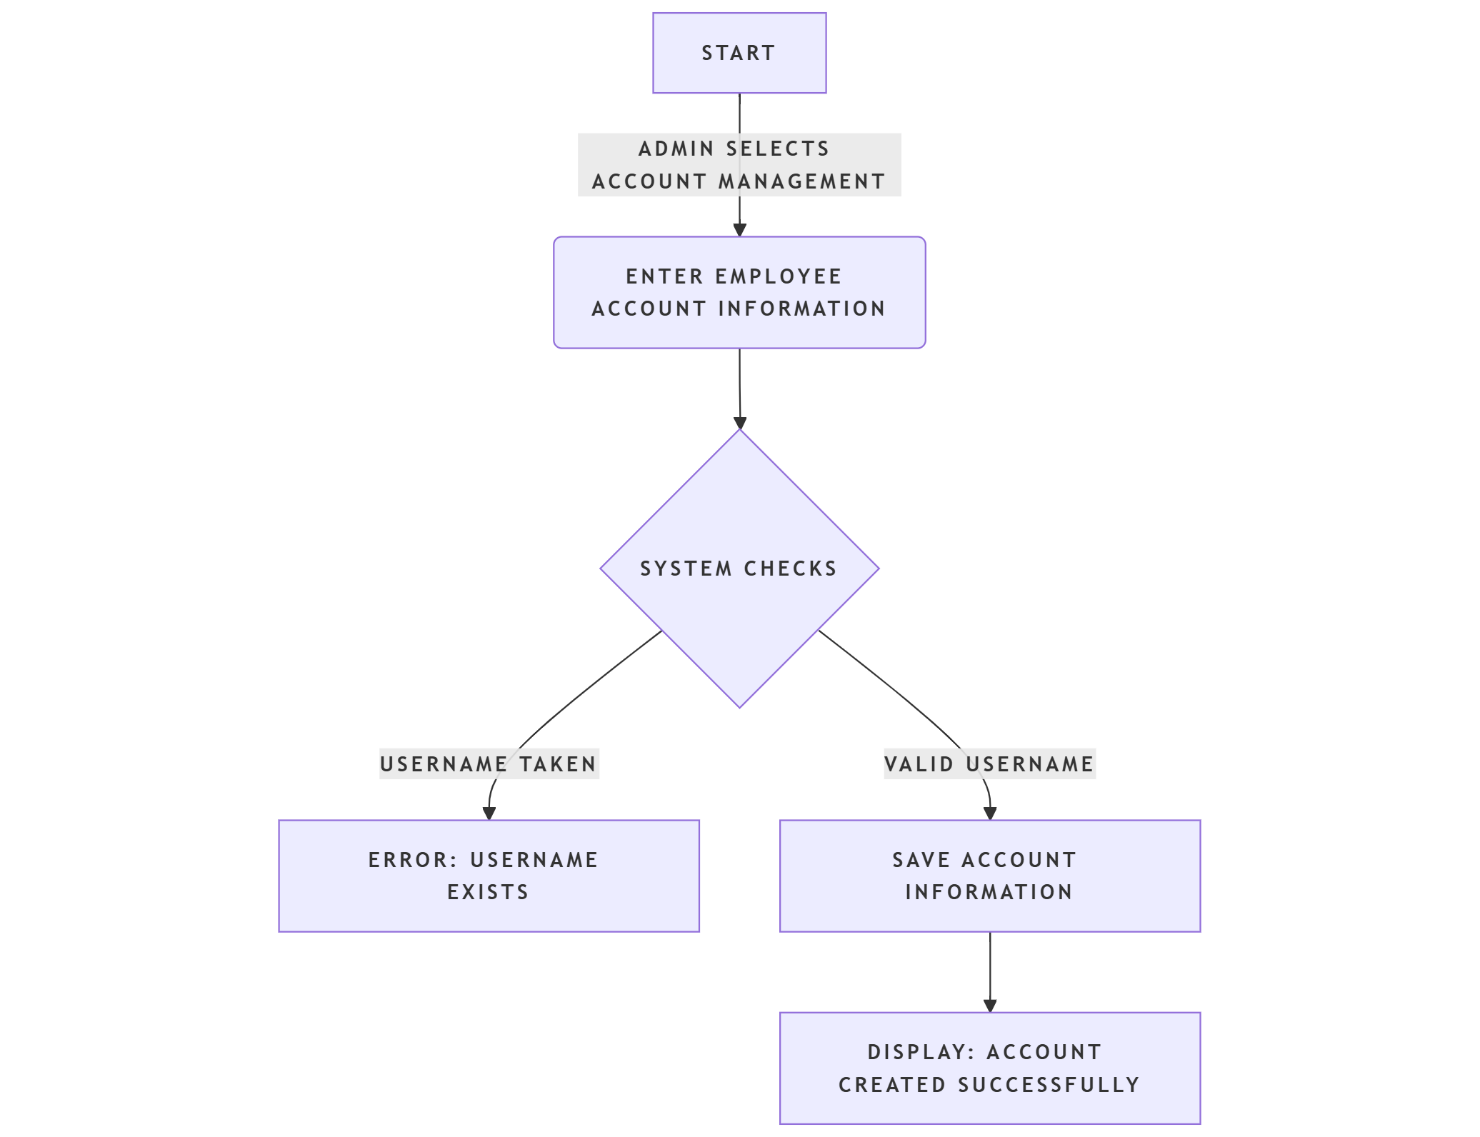 START
ADMIN SELECTS
ACCOUNT MANAGEMENT
ENTER EMPLOYEE
ACCOUNT INFORMATION
SYSTEM CHECKS
USERNAME TAKEN
VALID USERNAME
ERROR: USERNAME
EXISTS
SAVE ACCOUNT
INFORMATION
DISPLAY: ACCOUNT
CREATED SUCCESSFULLY